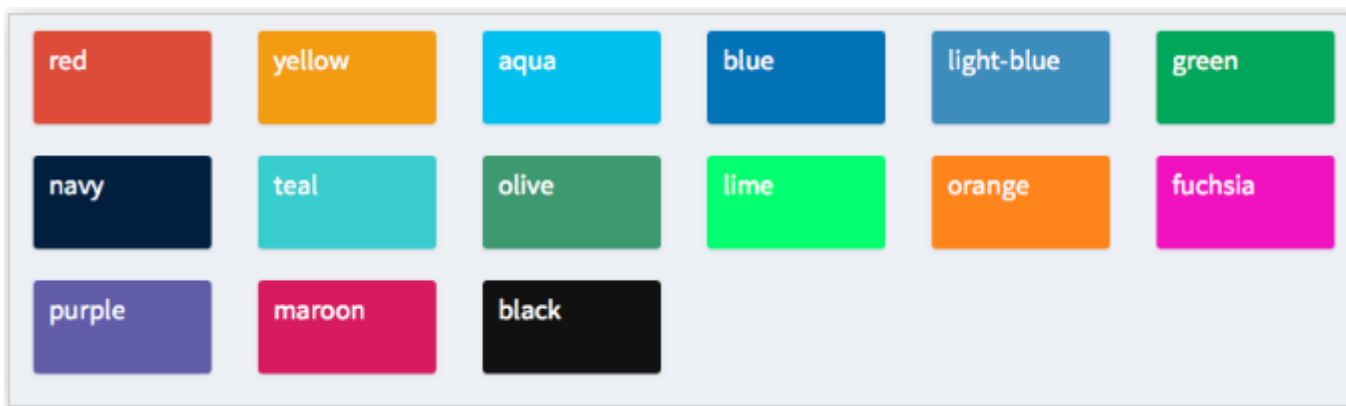 red yellow aqua blue light-blue green
navy teal olive lime orange fuchsia
purple maroon black